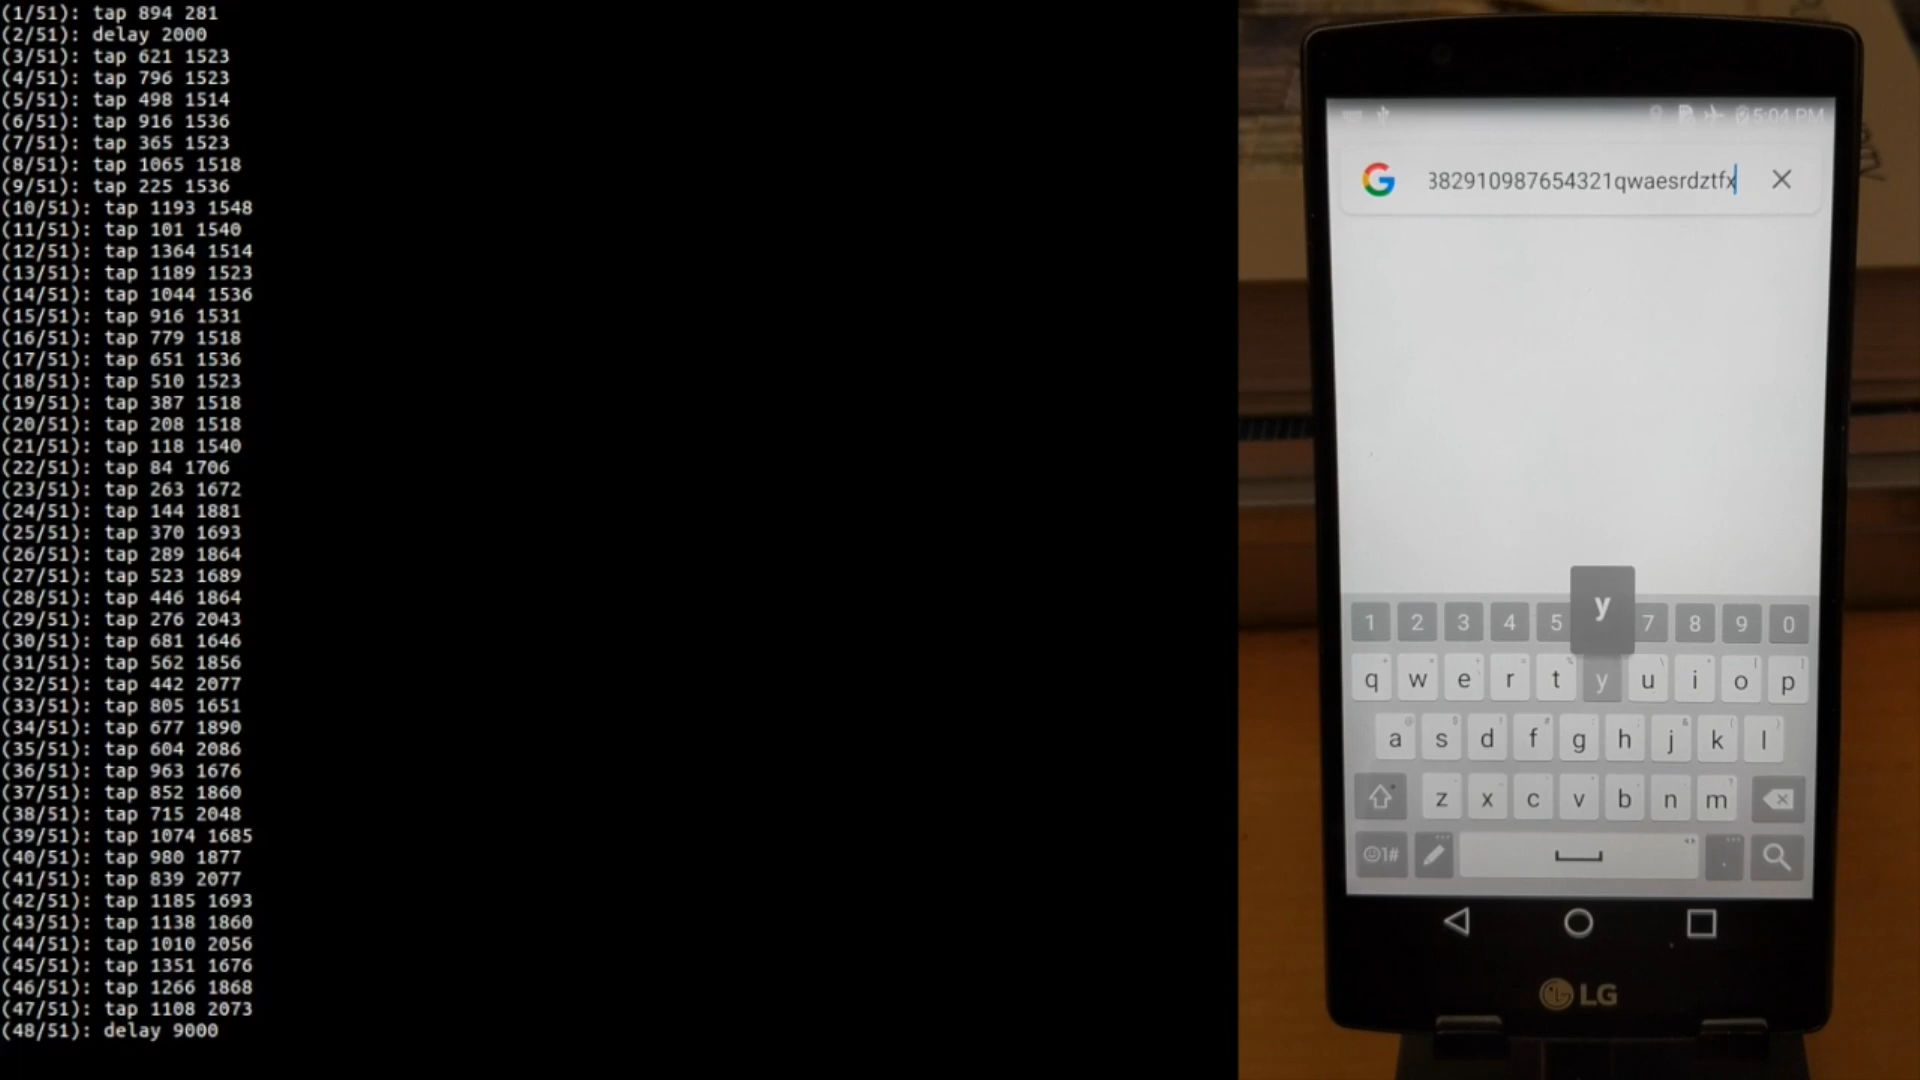 (1/51): tap 894 281
(2/51): delay 2000
(3/51): tap 621 1523
(4/51): tap 796 1523
(5/51): tap 498 1514
(6/51): tap 916 1536
(7/51): tap 365 1523
(8/51): tap 1065 1518
(9/51): tap 225 1536
(10/51): tap 1193 1548
(11/51): tap 101 1540
(12/51): tap 1364 1514
(13/51): tap 1189 1523
(14/51): tap 1044 1536
(15/51): tap 916 1531
(16/51): tap 779 1518
(17/51): tap 651 1536
(18/51): tap 510 1523
(19/51): tap 387 1518
(20/51): tap 208 1518
(21/51): tap 118 1540
(22/51): tap 84 1706
(23/51): tap 263 1672
(24/51): tap 144 1881
(25/51): tap 370 1693
(26/51): tap 289 1864
(27/51): tap 523 1689
(28/51): tap 446 1864
(29/51): tap 276 2043
(30/51): tap 681 1646
(31/51): tap 562 1856
(32/51): tap 442 2077
(33/51): tap 805 1651
(34/51): tap 677 1890
(35/51): tap 604 2086
(36/51): tap 963 1676
(37/51): tap 852 1860
(38/51): tap 715 2048
(39/51): tap 1074 1685
(40/51): tap 980 1877
(41/51): tap 839 2077
(42/51): tap 1185 1693
(43/51): tap 1138 1860
(44/51): tap 1010 2056
(45/51): tap 1351 1676
(46/51): tap 1266 1868
(47/51): tap 1108 2073
(48/51): delay 9000
5:04 PM
G 382910987654321qwaesrdztfx
y
1 2 3 4 5 7 8 9 0
q w e r t y u i o p
a s d f g h j k l
z x c v b n m
1# .
LG